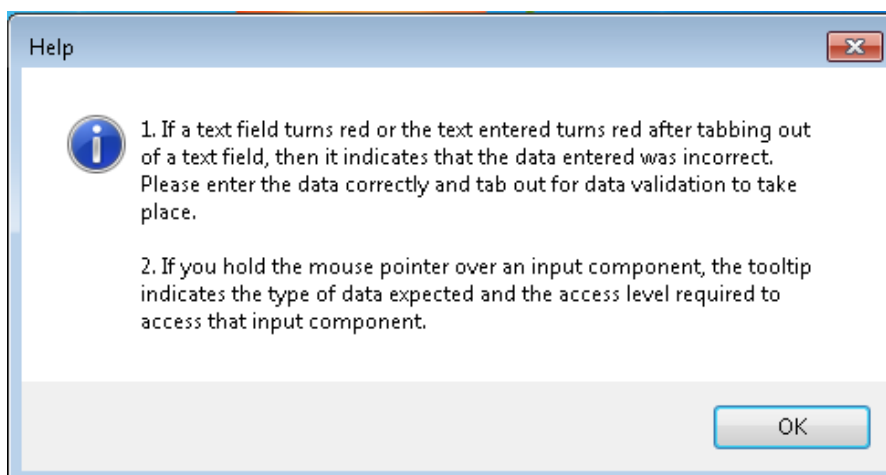 Help
1. If a text field turns red or the text entered turns red after tabbing out
of a text field, then it indicates that the data entered was incorrect.
Please enter the data correctly and tab out for data validation to take
place.
2. If you hold the mouse pointer over an input component, the tooltip
indicates the type of data expected and the access level required to
access that input component.
OK